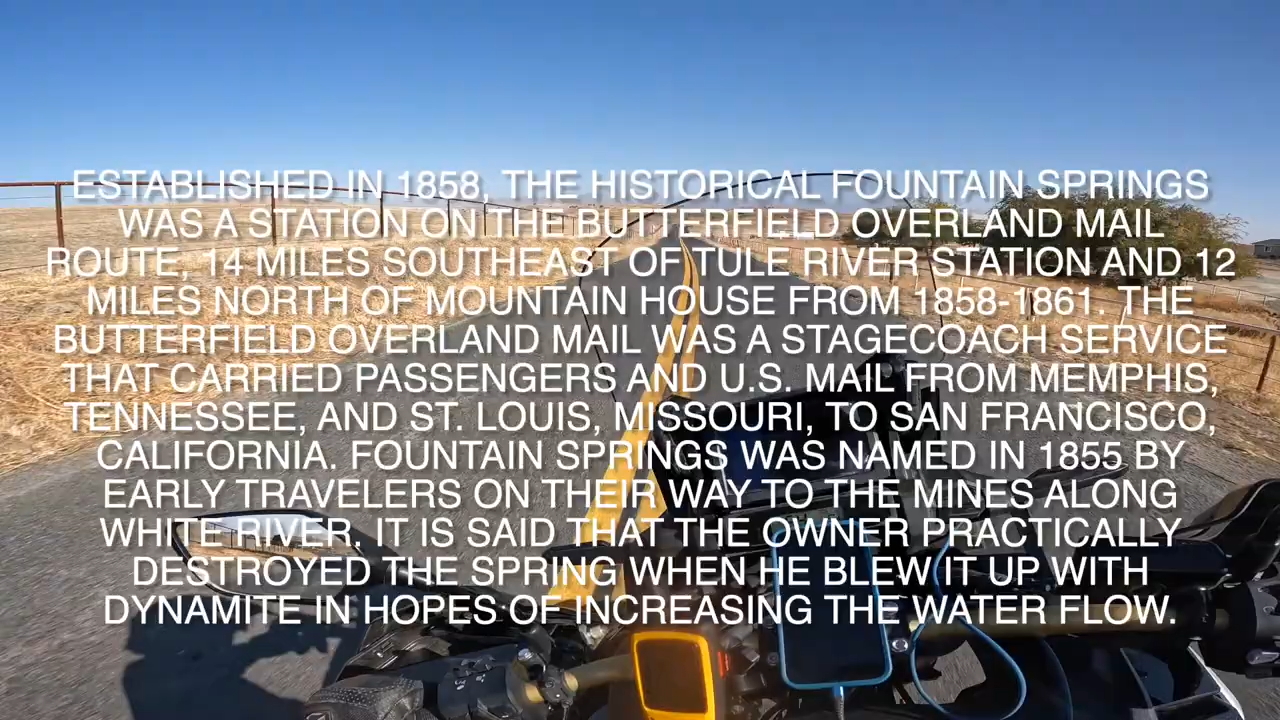 ESTABLISHED IN 1858, THE HISTORICAL FOUNTAIN SPRINGS
WAS A STATION ON THE BUTTERFIELD OVERLAND MAIL
ROUTE, 14 MILES SOUTHEAST OF TULE RIVER STATION AND 12
MILES NORTH OF MOUNTAIN HOUSE FROM 1858-1861. THE
BUTTERFIELD OVERLAND MAIL WAS A STAGECOACH SERVICE
THAT CARRIED PASSENGERS AND U.S. MAIL FROM MEMPHIS,
TENNESSEE, AND ST. LOUIS, MISSOURI, TO SAN FRANCISCO,
CALIFORNIA. FOUNTAIN SPRINGS WAS NAMED IN 1855 BY
EARLY TRAVELERS ON THEIR WAY TO THE MINES ALONG
WHITE RIVER. IT IS SAID THAT THE OWNER PRACTICALLY
DESTROYED THE SPRING WHEN HE BLEW IT UP WITH
DYNAMITE IN HOPES OF INCREASING THE WATER FLOW.